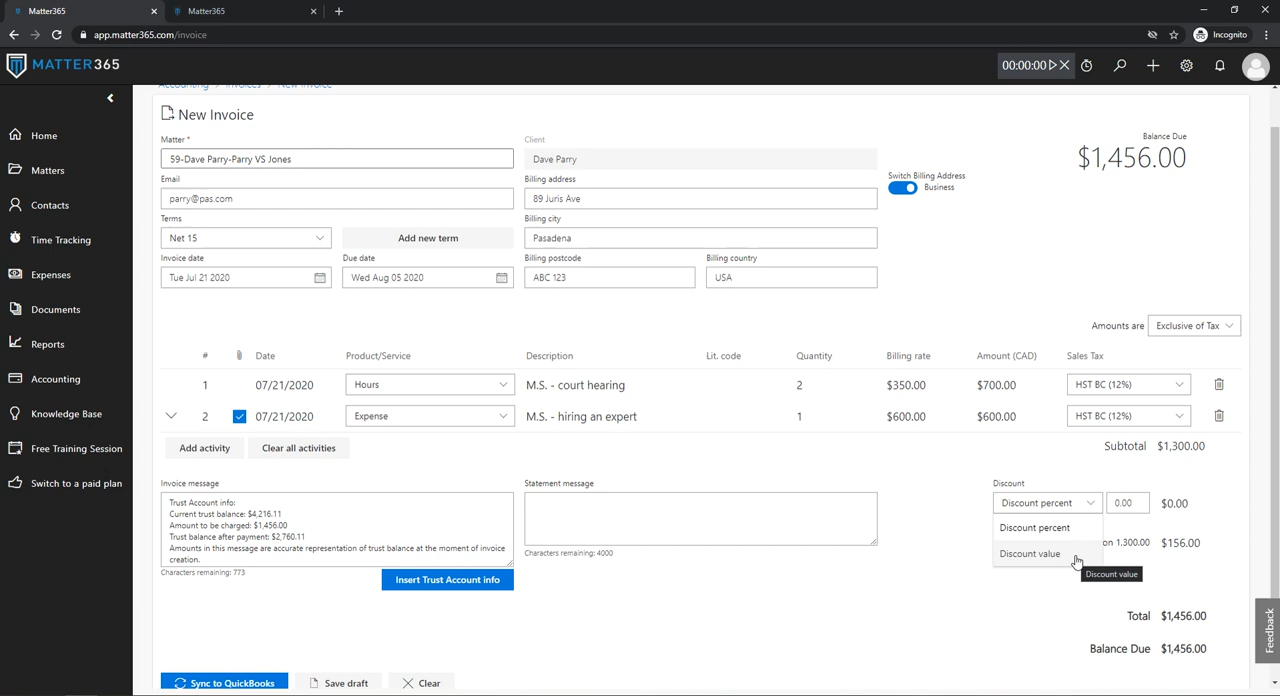 Matter365
Matter365
app.matter365.com/invoice
Incognito
MATTER365
00:00:00
Accounting > Invoices > New Invoice
Home
Matters
Contacts
Time Tracking
Expenses
Documents
Reports
Accounting
Knowledge Base
Free Training Session
Switch to a paid plan
New Invoice
Matter *
59-Dave Parry-Parry VS Jones
Client
Dave Parry
Balance Due
$1,456.00
Email
parry@pas.com
Billing address
89 Juris Ave
Switch Billing Address
Business
Terms
Net 15
Add new term
Billing city
Pasadena
Invoice date
Tue Jul 21 2020
Due date
Wed Aug 05 2020
Billing postcode
ABC 123
Billing country
USA
Amounts are
Exclusive of Tax
# Date Product/Service Description Lit. code Quantity Billing rate Amount (CAD) Sales Tax
1 07/21/2020 Hours M.S. - court hearing 2 $350.00 $700.00 HST BC (12%)
2 07/21/2020 Expense M.S. - hiring an expert 1 $600.00 $600.00 HST BC (12%)
Add activity
Clear all activities
Subtotal $1,300.00
Invoice message
Trust Account info:
Current trust balance: $4,216.11
Amount to be charged: $1,456.00
Trust balance after payment: $2,760.11
Amounts in this message are accurate representation of trust balance at the moment of invoice
creation.
Characters remaining: 773
Insert Trust Account info
Statement message
Characters remaining: 4000
Discount
Discount percent
0.00
$0.00
Discount percent
Discount value
on 1,300.00 $156.00
Discount value
Total $1,456.00
Balance Due $1,456.00
Sync to QuickBooks
Save draft
Clear
Feedback